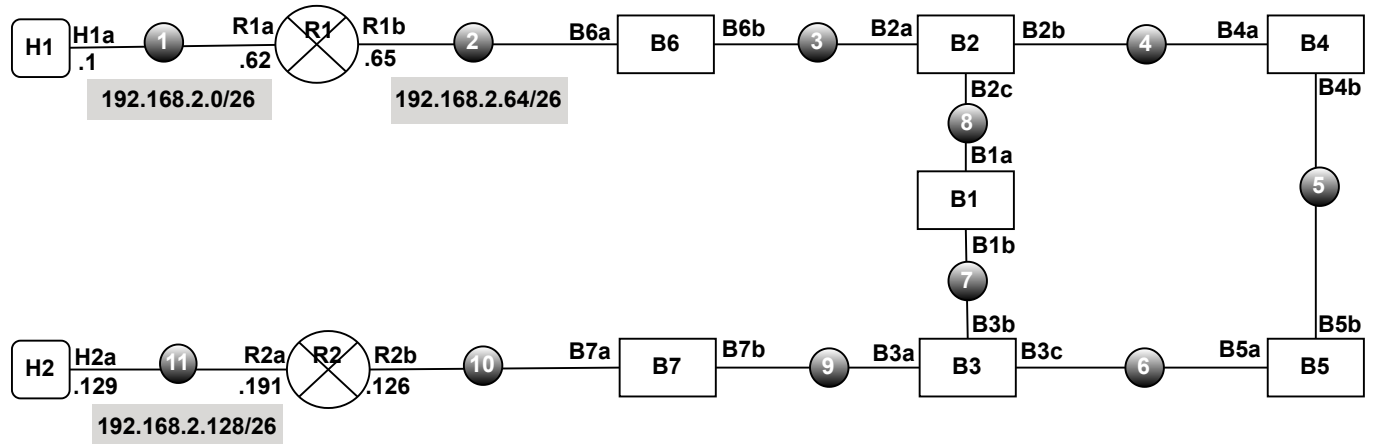 H1
H1a
.1
1
R1a
.62
R1
R1b
.65
2
B6a
B6
B6b
3
B2a
B2
B2b
4
B4a
B4
B4b
192.168.2.0/26
192.168.2.64/26
B2c
8
B1a
B1
B1b
5
7
B3b
B5b
H2
H2a
.129
11
R2a
.191
R2
R2b
.126
10
B7a
B7
B7b
9
B3a
B3
B3c
6
B5a
B5
192.168.2.128/26